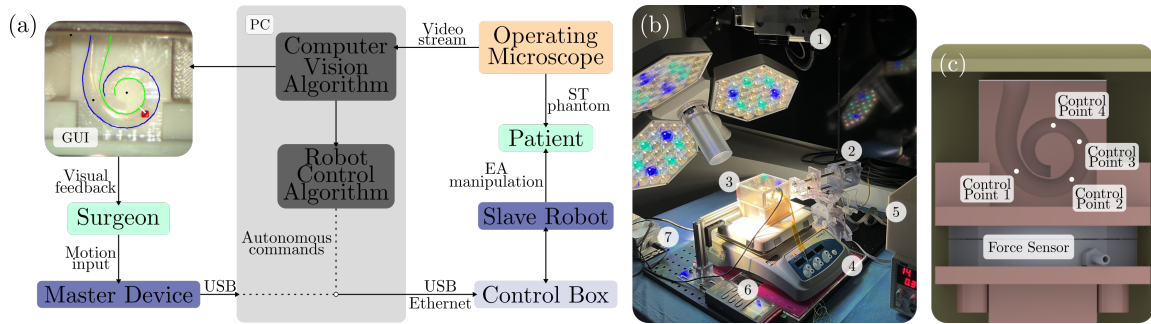 (a)
GUI
Visual
feedback
Surgeon
Motion
input
Master Device
USB
PC
Computer
Vision
Algorithm
Robot
Control
Algorithm
Autonomous
commands
Video
stream
Operating
Microscope
ST
phantom
Patient
EA
manipulation
Slave Robot
USB
Ethernet
Control Box
(b)
1
2
3
4
5
6
7
(c)
Control
Point 4
Control
Point 3
Control
Point 1
Control
Point 2
Force Sensor